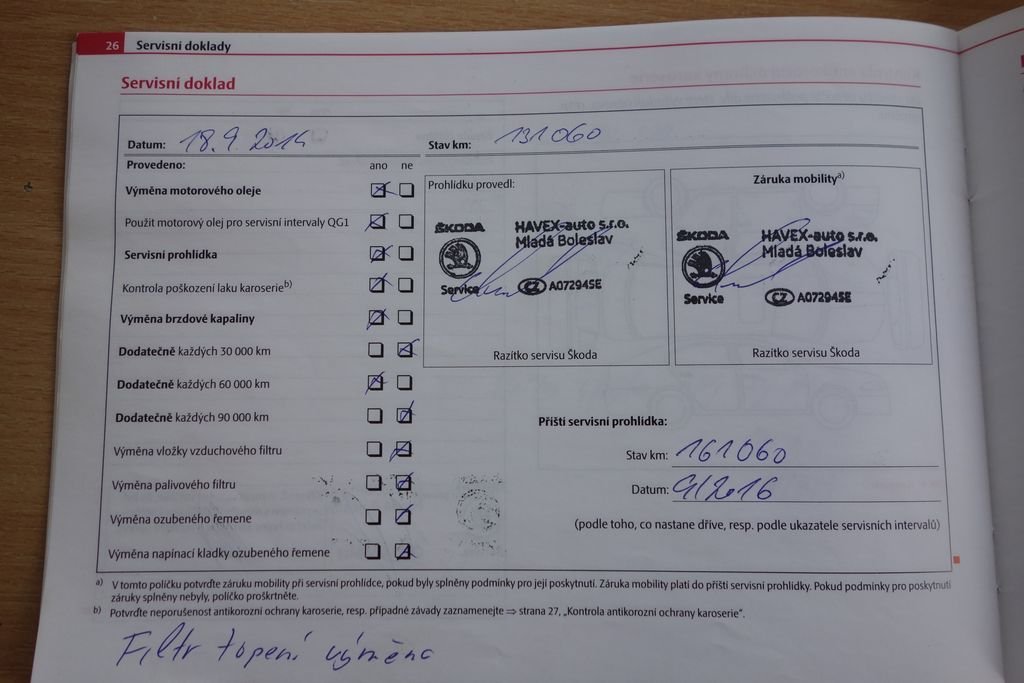 26 Servisní doklady
Servisní doklad
Datum: 18.9.2014 Stav km: 131 060
Provedeno: ano ne
Výměna motorového oleje
Použit motorový olej pro servisní intervaly QG1
Servisní prohlídka
Kontrola poškození laku karoserie b)
Výměna brzdové kapaliny
Dodatečně každých 30 000 km
Dodatečně každých 60 000 km
Dodatečně každých 90 000 km
Výměna vložky vzduchového filtru
Výměna palivového filtru
Výměna ozubeného řemene
Výměna napínací kladky ozubeného řemene
Prohlídku provedl:
ŠKODA HAVEX-auto s.r.o.
Mladá Boleslav
Service CZ A07294SE
Razítko servisu Škoda
Záruka mobility a)
ŠKODA HAVEX-auto s.r.o.
Mladá Boleslav
Service CZ A07294SE
Razítko servisu Škoda
Příští servisní prohlídka:
Stav km: 161060
Datum: 9/2016
(podle toho, co nastane dříve, resp. podle ukazatele servisních intervalů)
a) V tomto políčku potvrďte záruku mobility při servisní prohlídce, pokud byly splněny podmínky pro její poskytnutí. Záruka mobility platí do příští servisní prohlídky. Pokud podmínky pro poskytnutí
záruky splněny nebyly, políčko proškrtněte.
b) Potvrďte neporušenost antikorozní ochrany karoserie, resp. případné závady zaznamenejte ⇒ strana 27, „Kontrola antikorozní ochrany karoserie“.
Filtr topení výměna